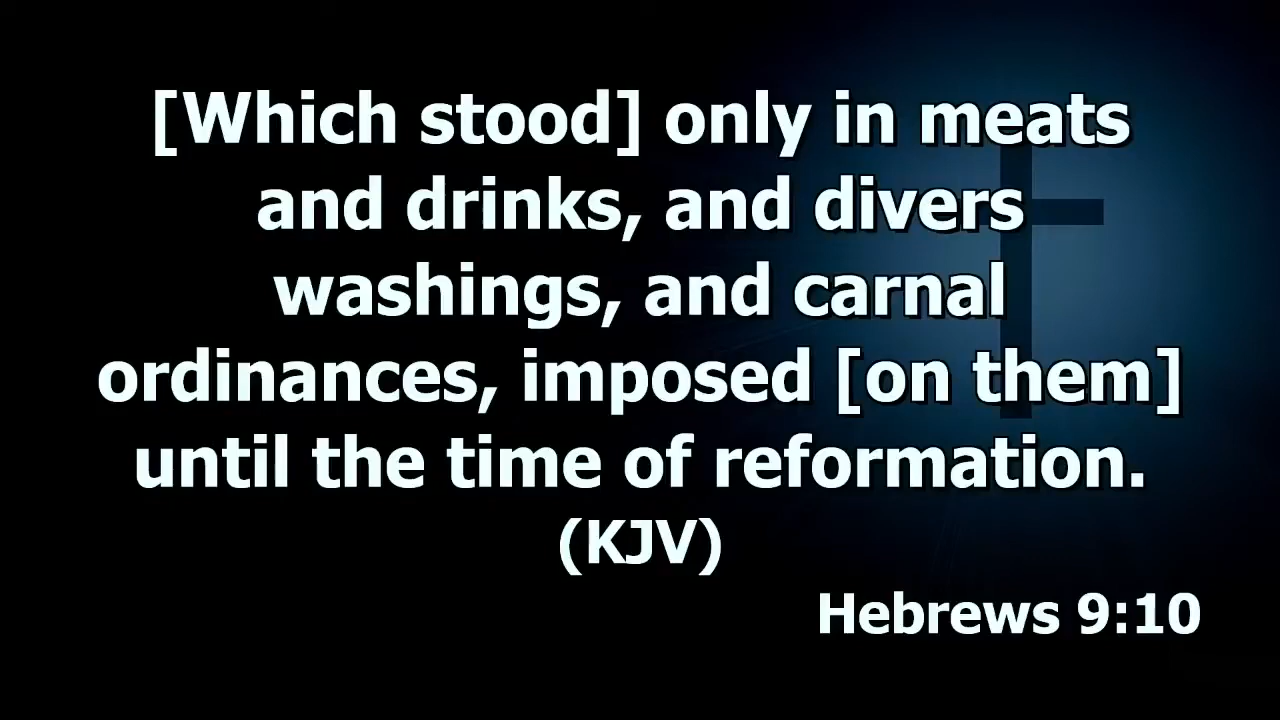 [Which stood] only in meats
and drinks, and divers
washings, and carnal
ordinances, imposed [on them]
until the time of reformation.
(KJV)
Hebrews 9:10